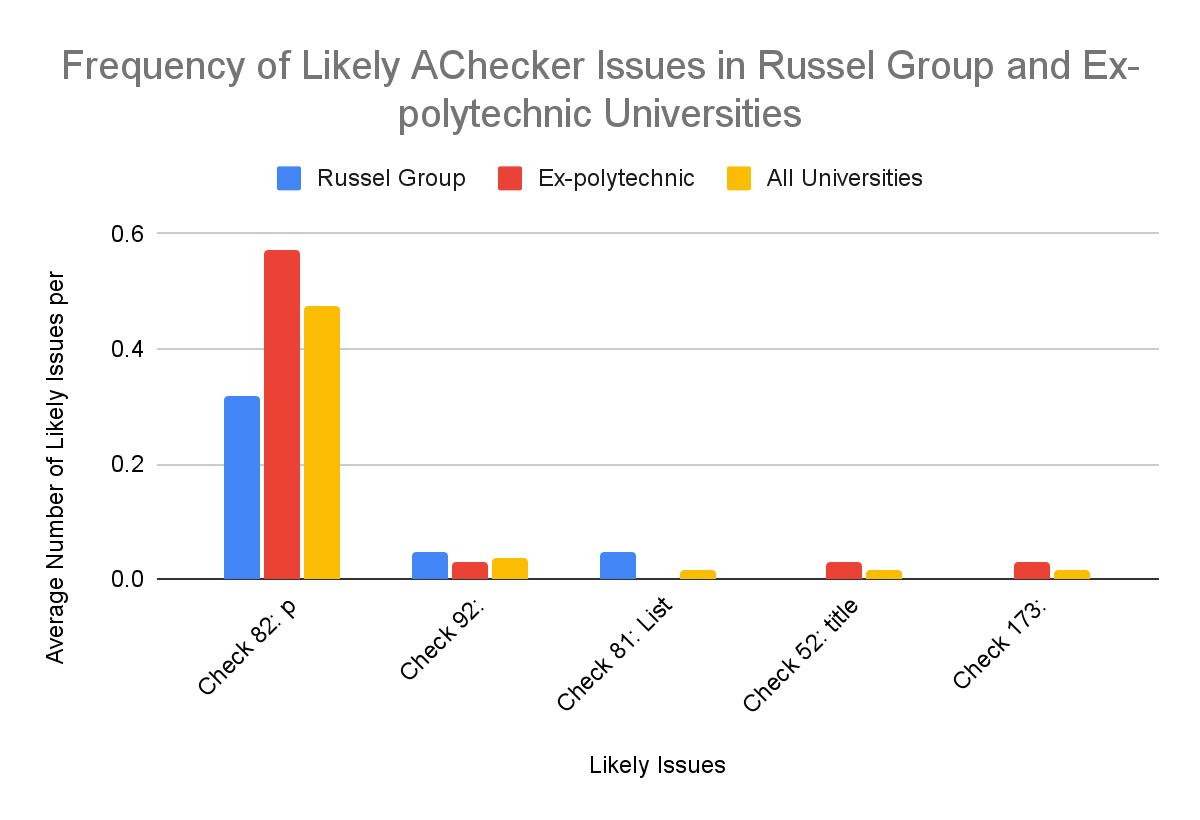 Frequency of Likely AChecker Issues in Russel Group and Ex-
polytechnic Universities
Russel Group
Ex-polytechnic
All Universities
Average Number of Likely Issues per
0.6
0.4
0.2
0.0
Check 82: p
Check 92:
Check 81: List
Check 52: title
Check 173:
Likely Issues